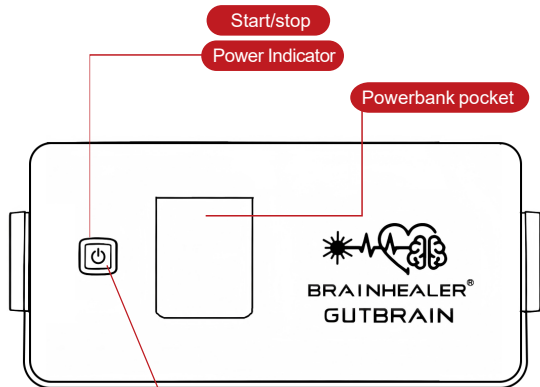 Start/stop
Power Indicator
Powerbank pocket
BRAINHEALER®
GUTBRAIN